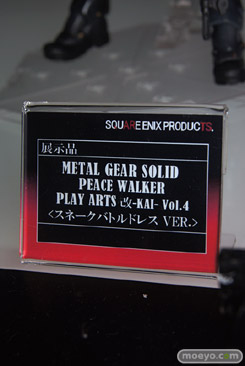 SQUARE ENIX PRODUCTS.
展示品
METAL GEAR SOLID
PEACE WALKER
PLAY ARTS 改-KAI- Vol.4
<スネークバトルドレス VER.>
moeyo.com